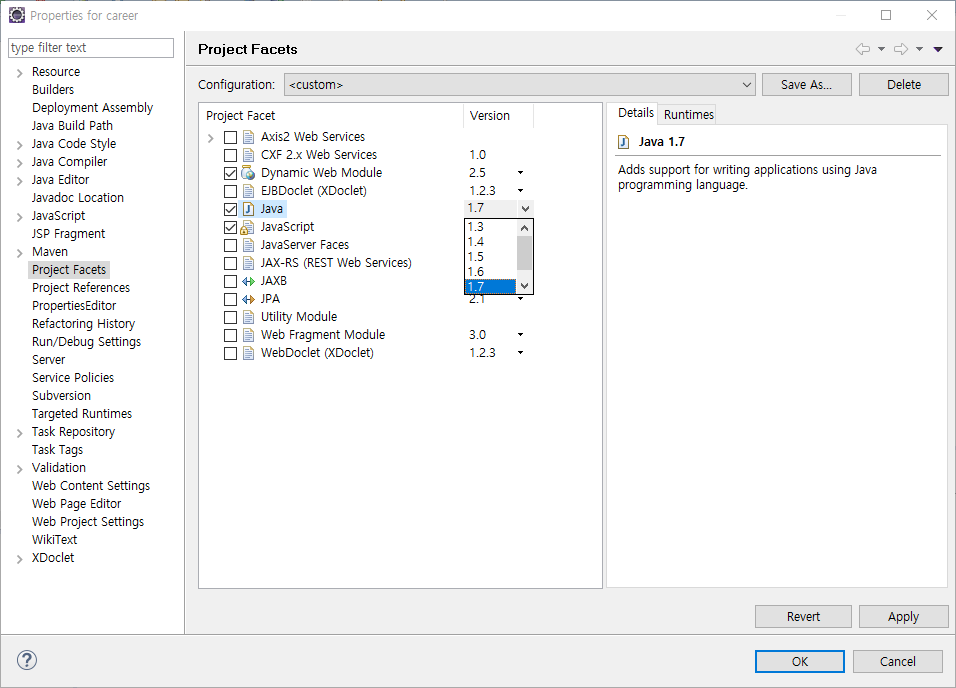 Properties for career
type filter text
Resource
Builders
Deployment Assembly
Java Build Path
Java Code Style
Java Compiler
Java Editor
Javadoc Location
JavaScript
JSP Fragment
Maven
Project Facets
Project References
PropertiesEditor
Refactoring History
Run/Debug Settings
Server
Service Policies
Subversion
Targeted Runtimes
Task Repository
Task Tags
Validation
Web Content Settings
Web Page Editor
Web Project Settings
WikiText
XDoclet
Project Facets
Configuration: <custom> Save As... Delete
Project Facet Version
Axis2 Web Services
CXF 2.x Web Services 1.0
Dynamic Web Module 2.5
EJBDoclet (XDoclet) 1.2.3
Java 1.7
JavaScript 1.3
JavaServer Faces 1.4
1.5
JAX-RS (REST Web Services) 1.6
JAXB 1.7
JPA 2.1
Utility Module
Web Fragment Module 3.0
WebDoclet (XDoclet) 1.2.3
Details Runtimes
Java 1.7
Adds support for writing applications using Java
programming language.
Revert Apply
OK Cancel